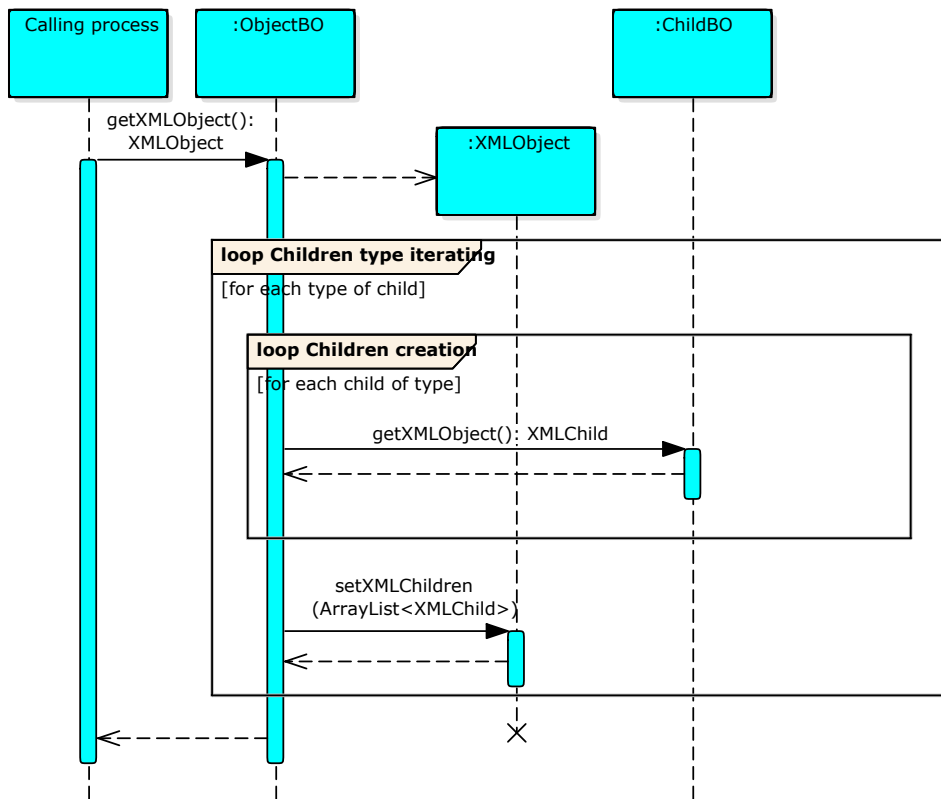 Calling process
:ObjectBO
:ChildBO
getXMLObject():
XMLObject
:XMLObject
loop Children type iterating
[for each type of child]
loop Children creation
[for each child of type]
getXMLObject(): XMLChild
setXMLChildren
(ArrayList<XMLChild>)